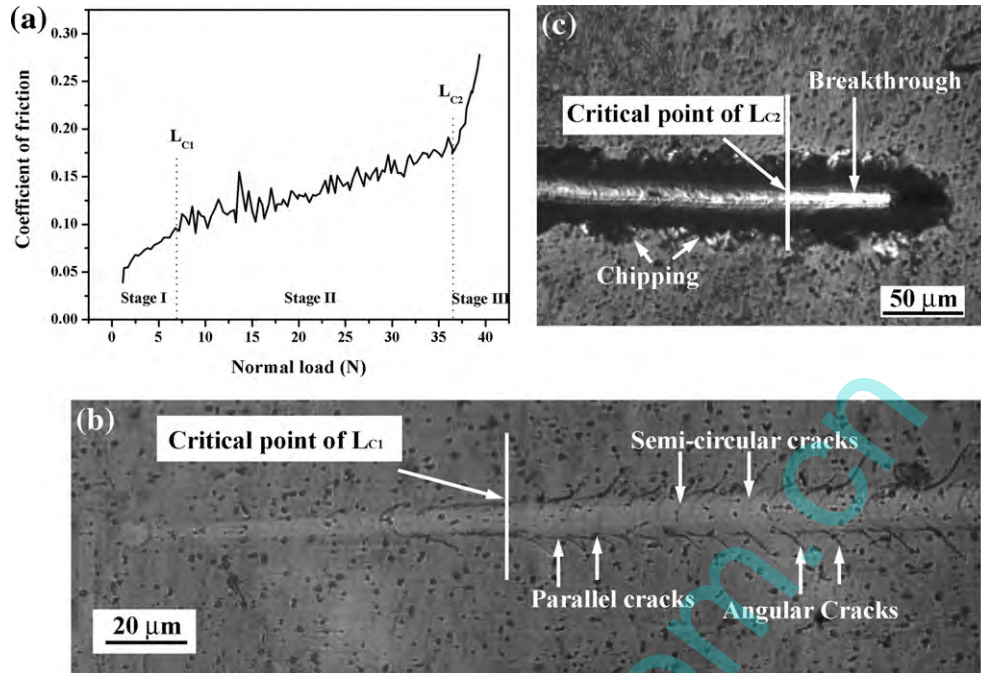 (a)
0.30
0.25
0.20
0.15
0.10
0.05
0.00
Coefficient of friction
L_C1
L_C2
Stage I
Stage II
Stage III
0 5 10 15 20 25 30 35 40
Normal load (N)
(c)
Breakthrough
Critical point of L_C2
Chipping
50 μm
(b)
Critical point of L_C1
Semi-circular cracks
Parallel cracks
Angular Cracks
20 μm
om.cn